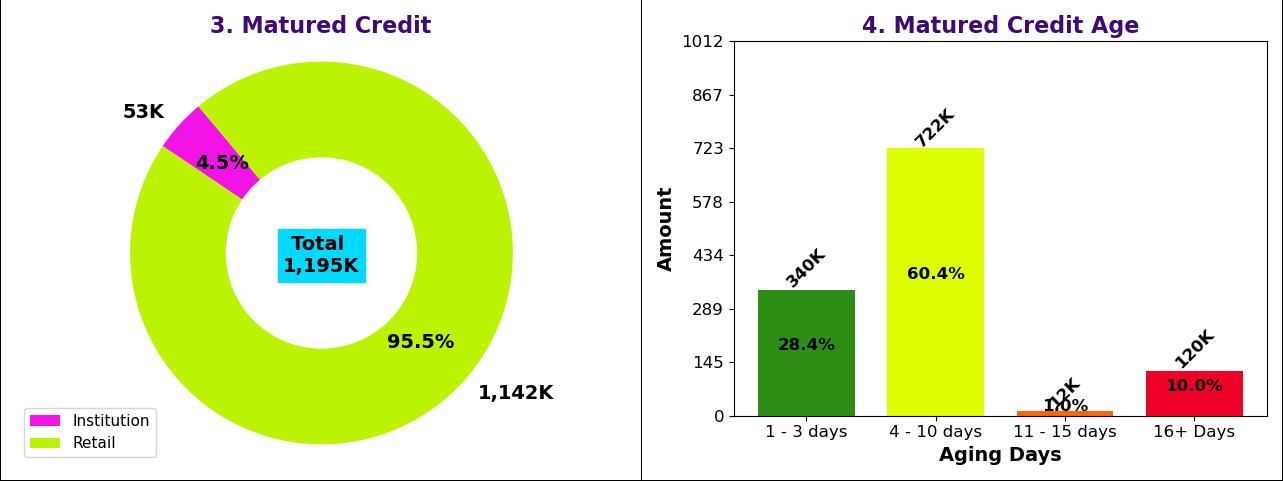 3. Matured Credit
53K
4.5%
Total
1,195K
95.5%
1,142K
Institution
Retail
4. Matured Credit Age
Amount
1012
867
723
578
434
289
145
0
340K
28.4%
722K
60.4%
12K
1.0%
120K
10.0%
1 - 3 days
4 - 10 days
11 - 15 days
16+ Days
Aging Days